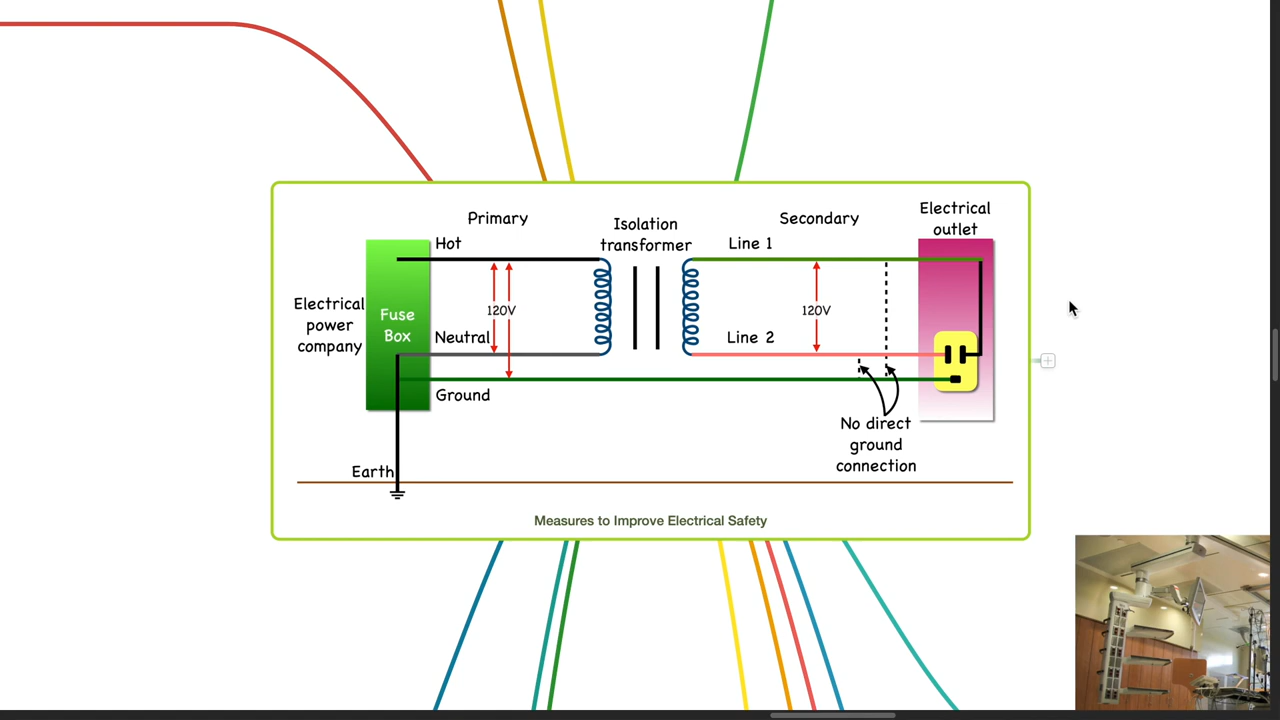 Electrical
outlet
Primary
Isolation
transformer
Secondary
Hot
Line 1
Electrical
power
company
Fuse
Box
120V
120V
Neutral
Line 2
Ground
No direct
ground
connection
Earth
Measures to Improve Electrical Safety